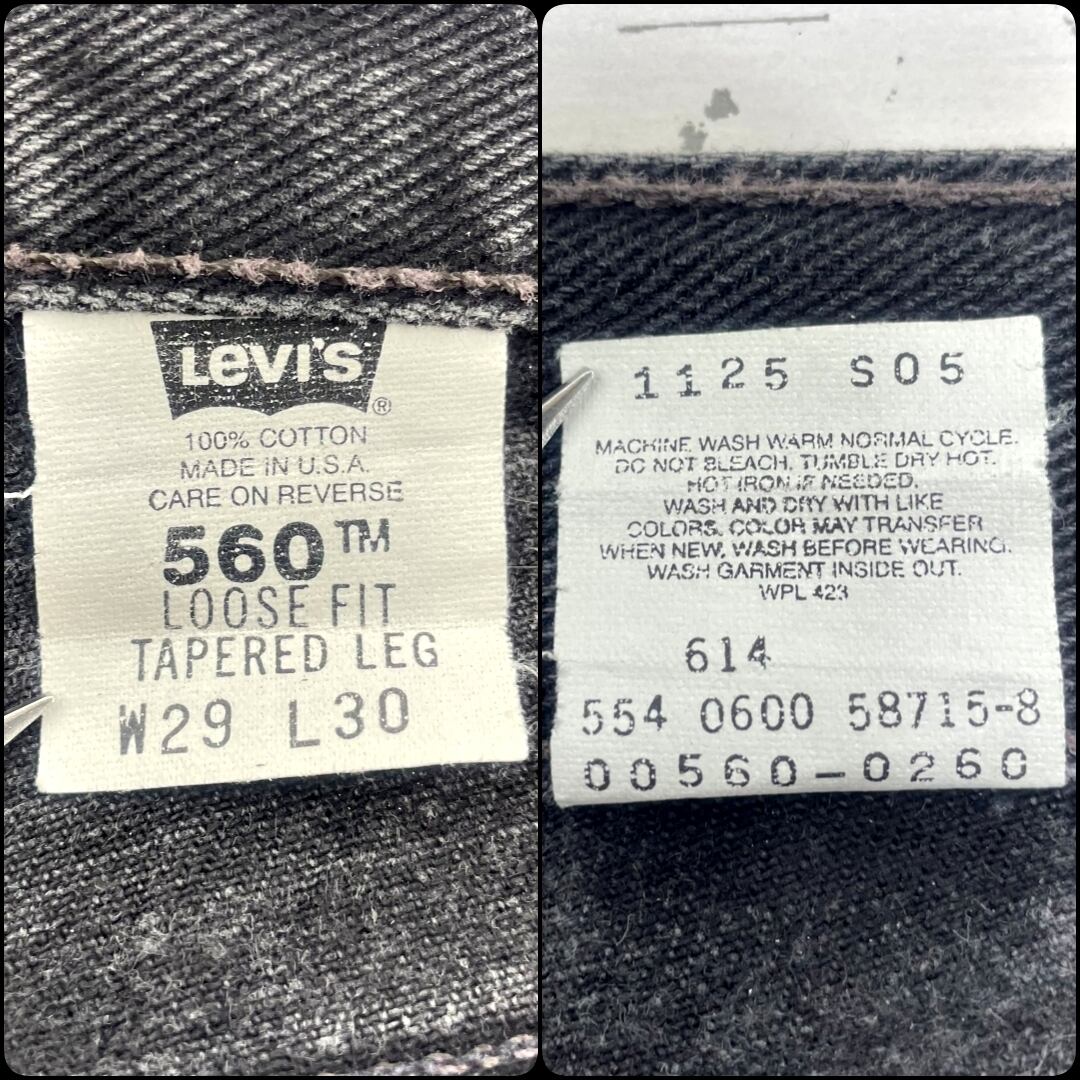 LEVI'S
®
100% COTTON
MADE IN U.S.A.
CARE ON REVERSE
560™
LOOSE FIT
TAPERED LEG
W29 L30
1125 S05
MACHINE WASH WARM NORMAL CYCLE.
DO NOT BLEACH. TUMBLE DRY HOT.
HOT IRON IF NEEDED.
WASH AND DRY WITH LIKE
COLORS. COLOR MAY TRANSFER
WHEN NEW. WASH BEFORE WEARING.
WASH GARMENT INSIDE OUT.
WPL 423
614
554 0600 58715-8
00560-0260